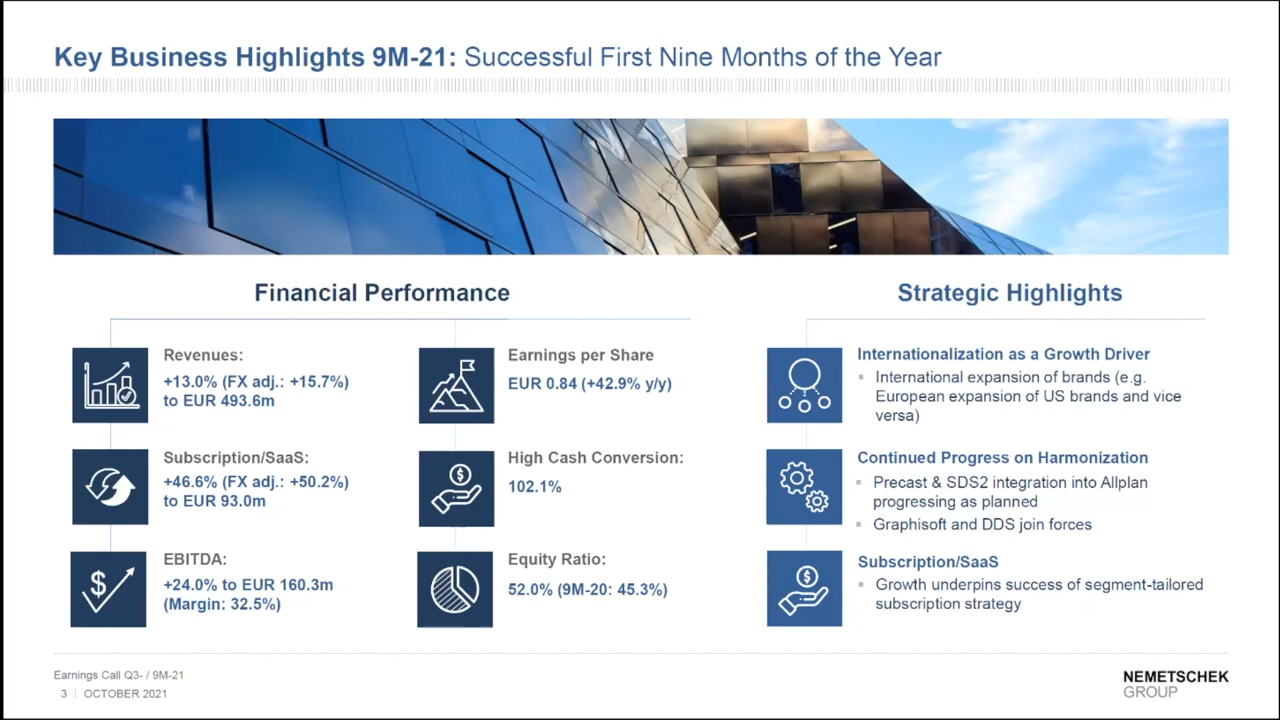 Key Business Highlights 9M-21: Successful First Nine Months of the Year
Financial Performance
Revenues:
+13.0% (FX adj.: +15.7%)
to EUR 493.6m
Subscription/SaaS:
+46.6% (FX adj.: +50.2%)
to EUR 93.0m
EBITDA:
+24.0% to EUR 160.3m
(Margin: 32.5%)
Earnings per Share
EUR 0.84 (+42.9% y/y)
High Cash Conversion:
102.1%
Equity Ratio:
52.0% (9M-20: 45.3%)
Strategic Highlights
Internationalization as a Growth Driver
▪ International expansion of brands (e.g.
European expansion of US brands and vice
versa)
Continued Progress on Harmonization
▪ Precast & SDS2 integration into Allplan
progressing as planned
▪ Graphisoft and DDS join forces
Subscription/SaaS
▪ Growth underpins success of segment-tailored
subscription strategy
Earnings Call Q3- / 9M-21
3 | OCTOBER 2021
NEMETSCHEK
GROUP